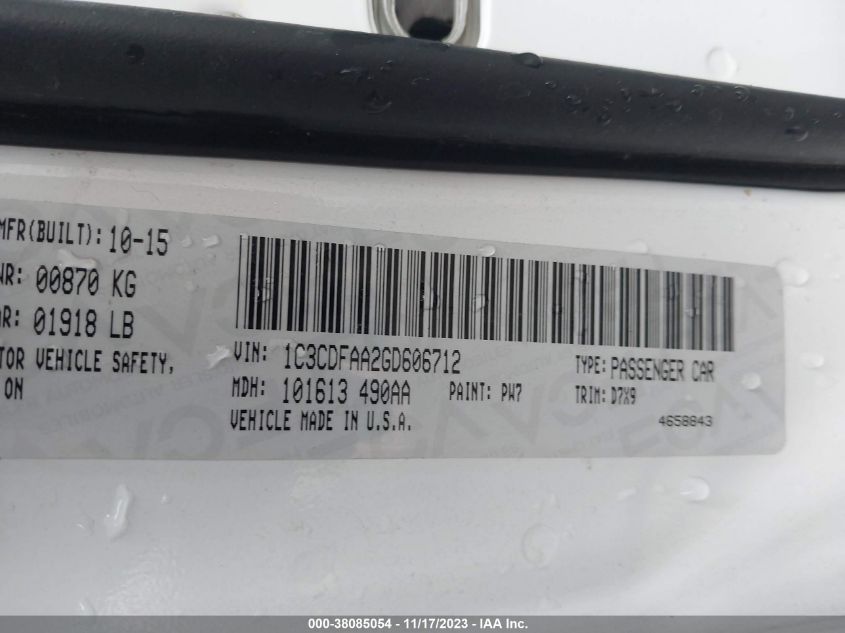 MFR(BUILT): 10-15
WR: 00870 KG
01918 LB
VEHICLE SAFETY,
ON
VIN: 1C3CDFAA2GD606712
TYPE: PASSENGER CAR
MDH: 101613 490AA
PAINT: PW7
TRIM: D7X9
VEHICLE MADE IN U.S.A.
4658843
000-38085054 - 11/17/2023 - IAA Inc.